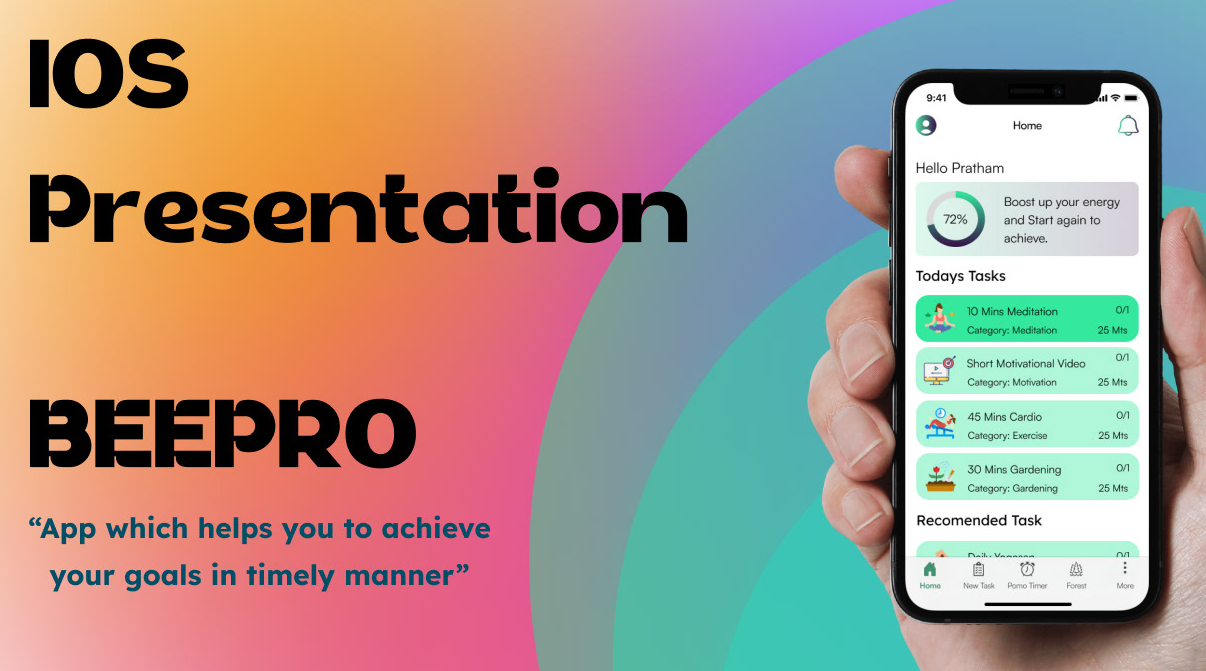 IOS
Presentation
BEEPRO
“App which helps you to achieve
your goals in timely manner”
9:41
Home
Hello Pratham
72%
Boost up your energy
and Start again to
achieve.
Todays Tasks
10 Mins Meditation 0/1
Category: Meditation 25 Mts
Short Motivational Video 0/1
Category: Motivation 25 Mts
45 Mins Cardio 0/1
Category: Exercise 25 Mts
30 Mins Gardening 0/1
Category: Gardening 25 Mts
Recomended Task
Daily Yogasan 0/1
Home New Task Pomo Timer Forest More